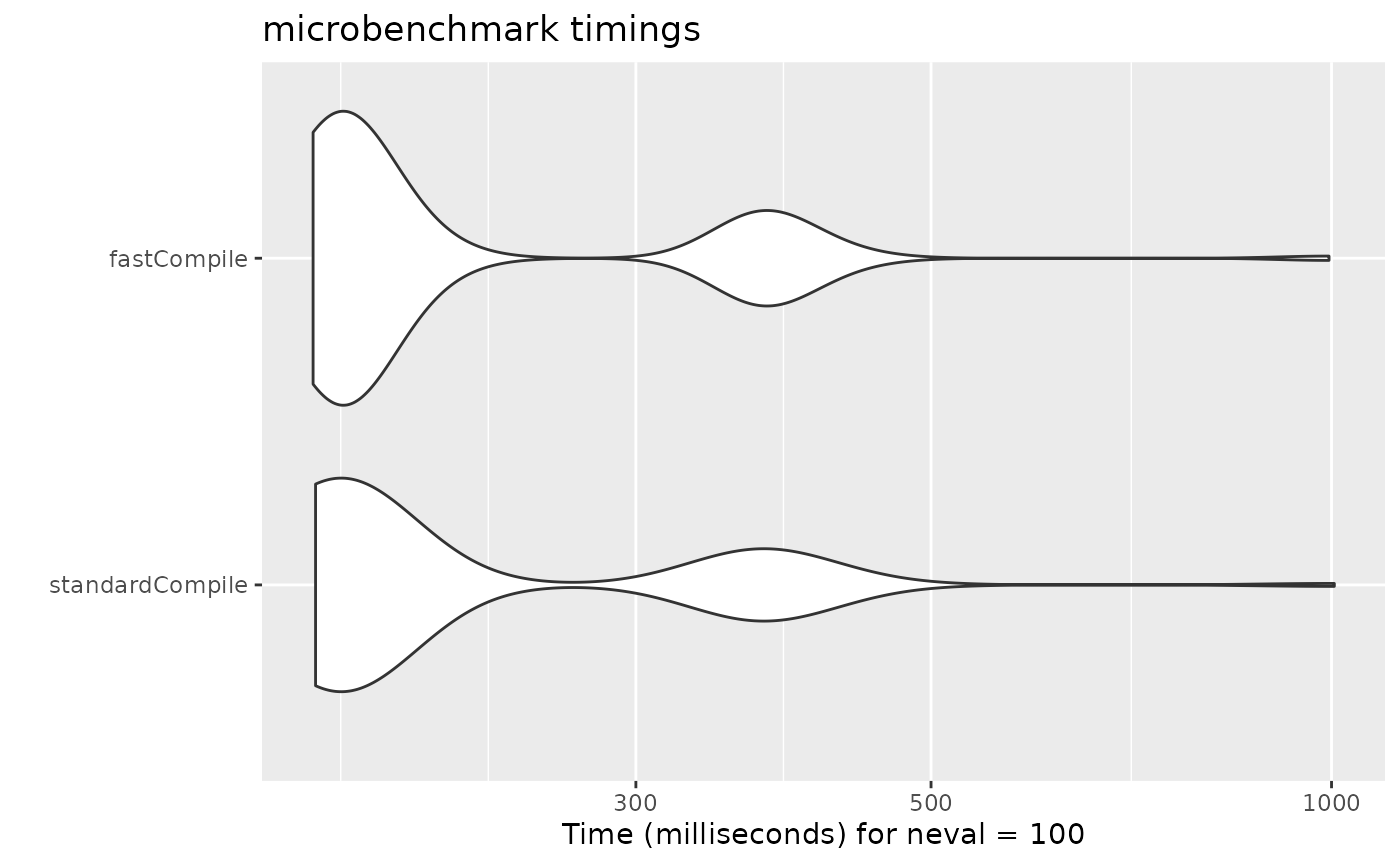 microbenchmark timings
fastCompile
standardCompile
300 500 1000
Time (milliseconds) for neval = 100